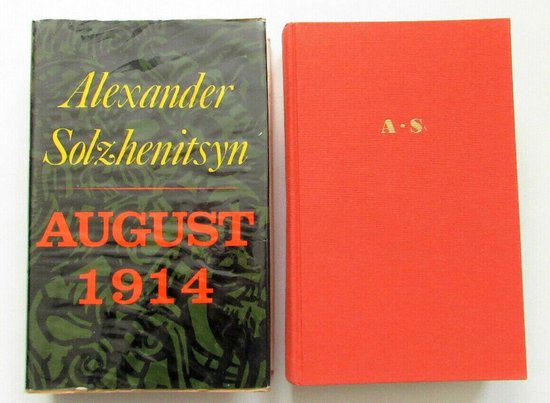 Alexander
Solzhenitsyn
AUGUST
1914
A·S